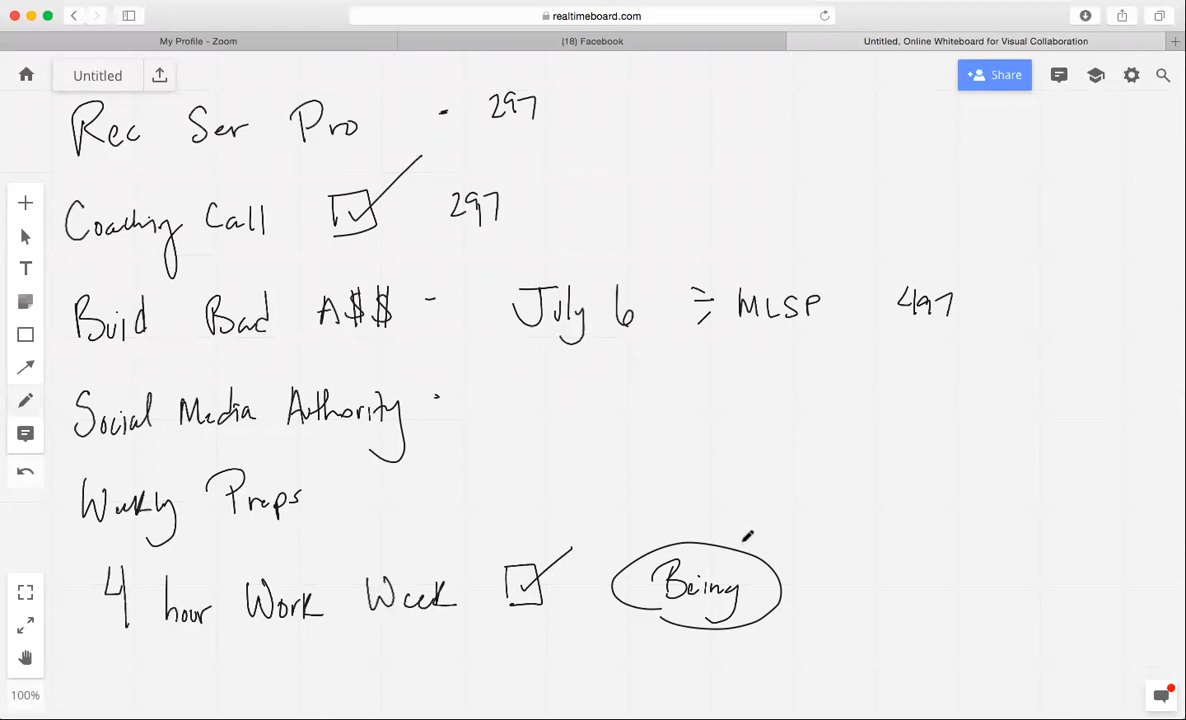 realtimeboard.com
My Profile - Zoom
(18) Facebook
Untitled, Online Whiteboard for Visual Collaboration
Untitled
Share
Rec Ser Pro - 297
Coaching Call 297
Buid Bad A$$ - July 6 => MLSP 497
Social Media Authority :
Weekly Props
4 hour Work Week Being
T
100%